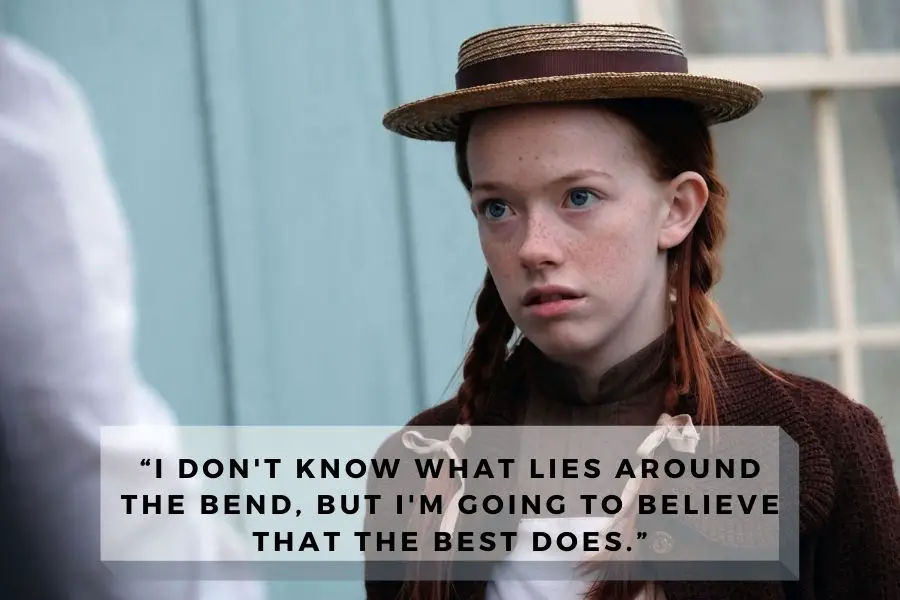 “I DON'T KNOW WHAT LIES AROUND
THE BEND, BUT I'M GOING TO BELIEVE
THAT THE BEST DOES.”